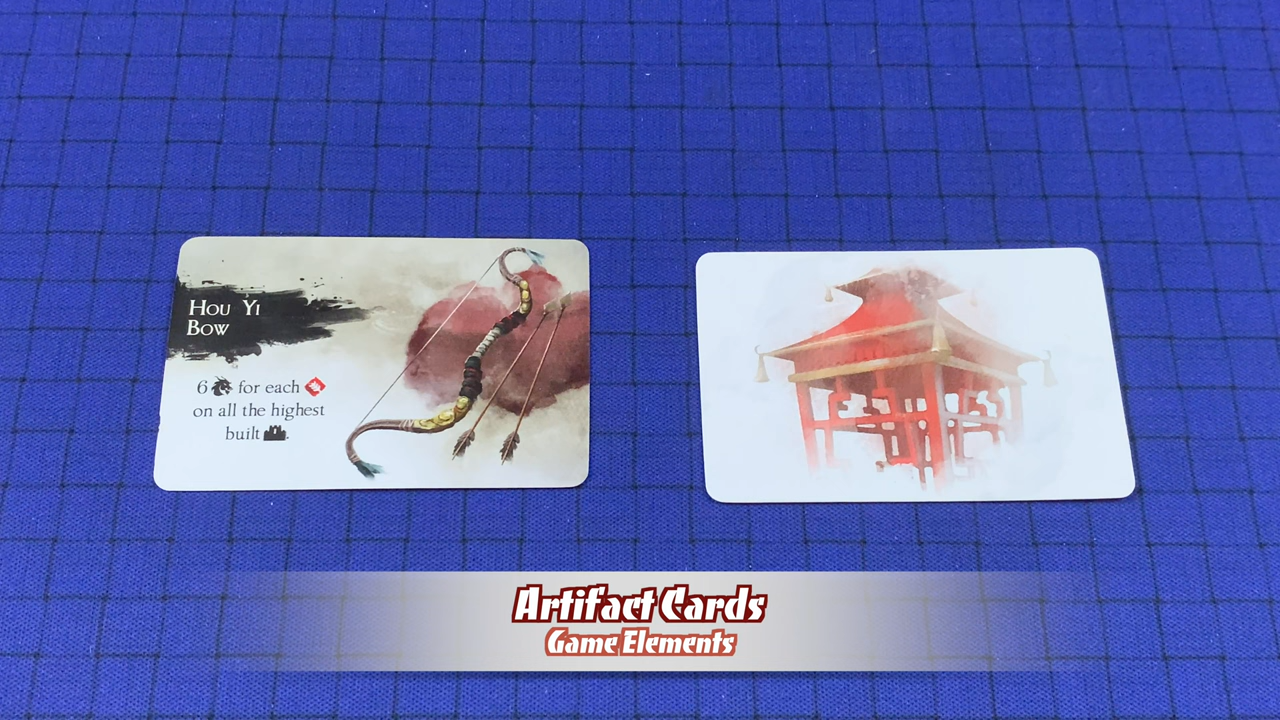 Hou Yi
Bow
6 for each
on all the highest
built .
Artifact Cards
Game Elements